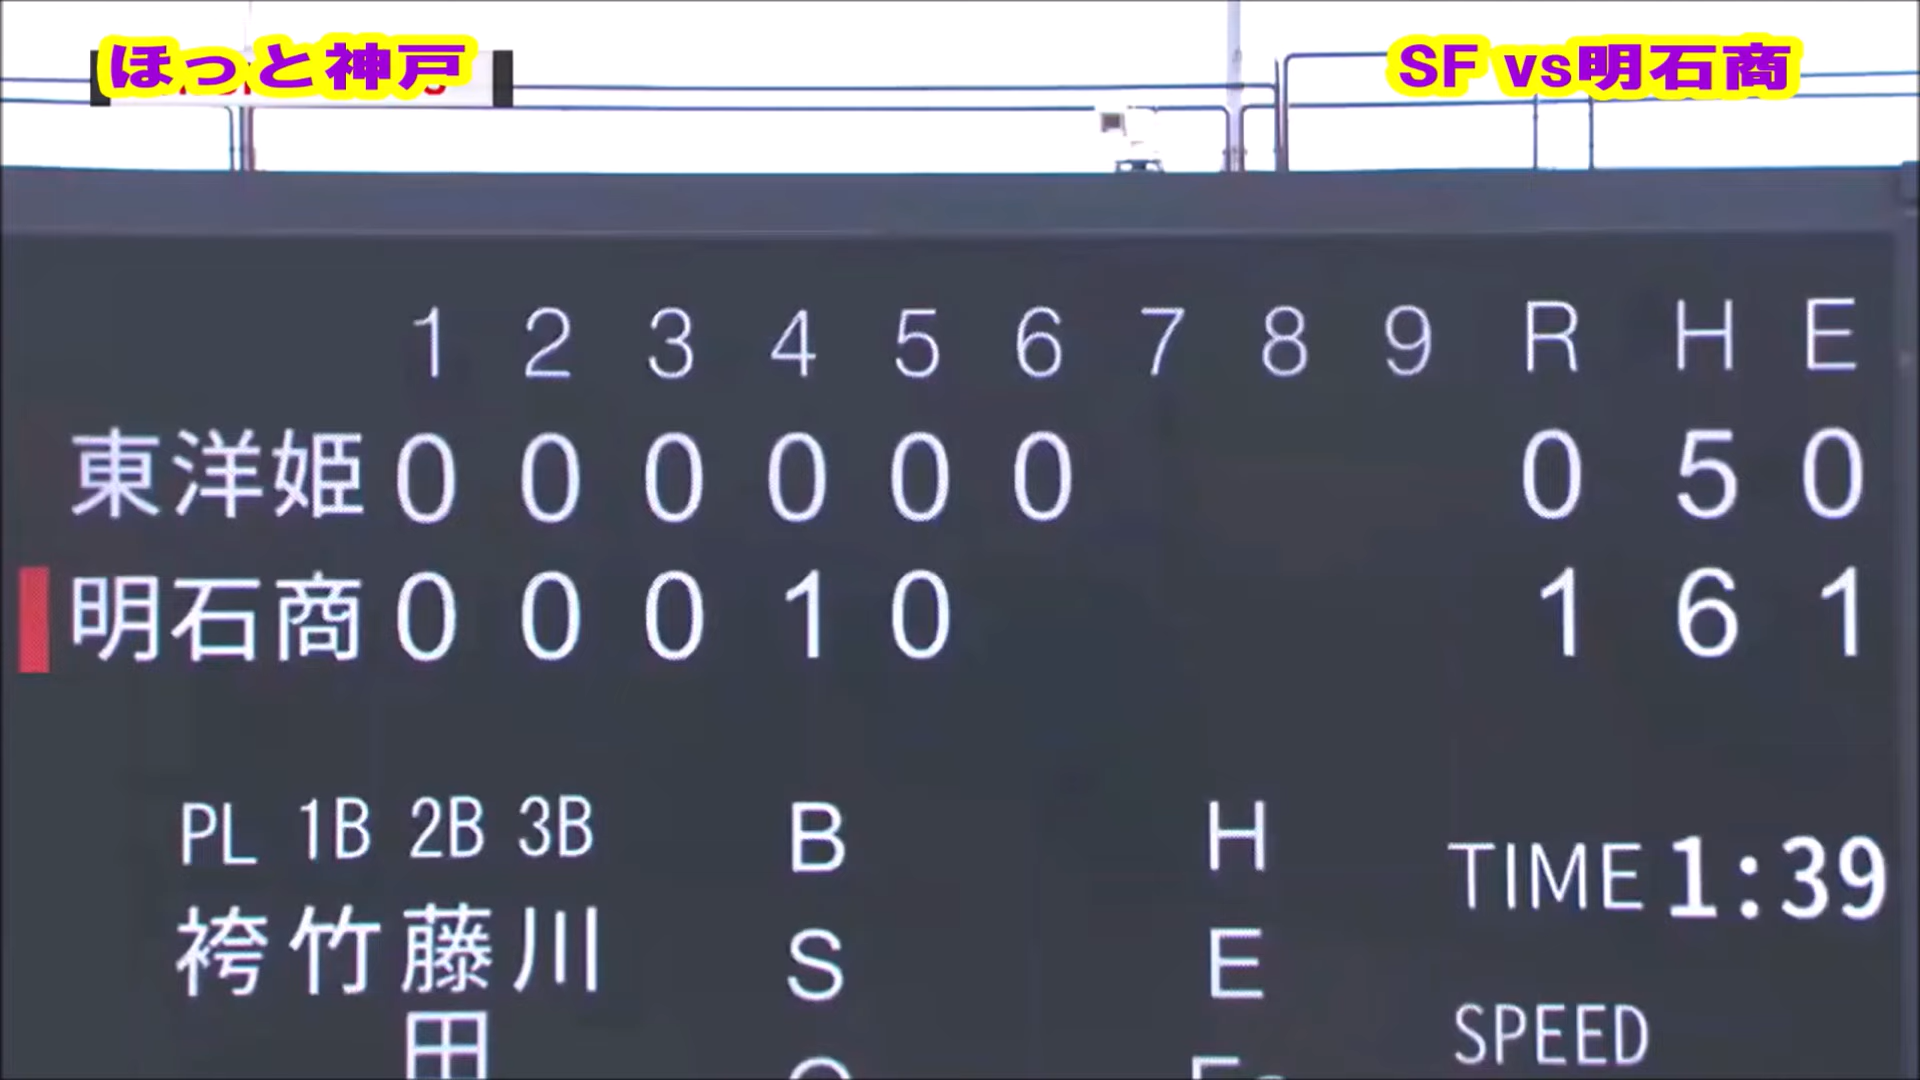 ほっと神戸
SF vs明石商
1 2 3 4 5 6 7 8 9 R H E
東洋姫 0 0 0 0 0 0 0 5 0
明石商 0 0 0 1 0 1 6 1
PL 1B 2B 3B
袴 竹 藤田 川
B
S
H
E
TIME 1:39
SPEED